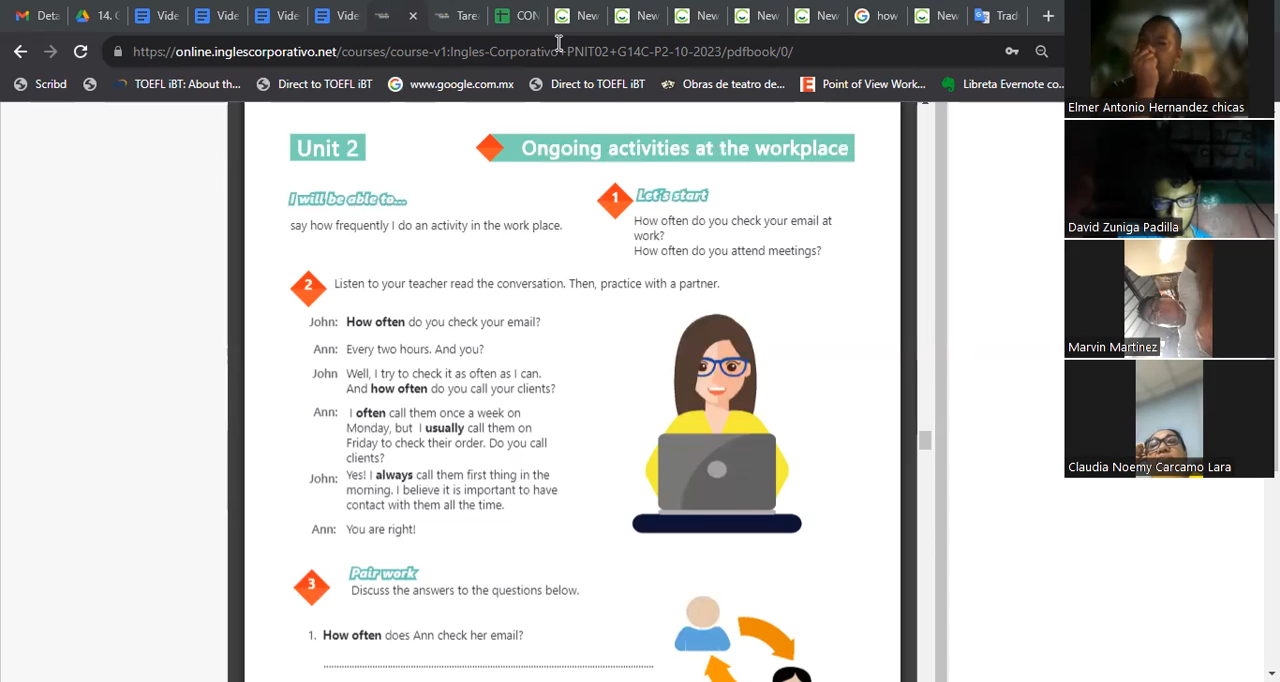 Deta
14. C
Vide
Vide
Vide
Vide
Tare
CON
New
New
New
New
New
how
New
Trad
https://online.inglescorporativo.net/courses/course-v1:Ingles-Corporativo+PNIT02+G14C-P2-10-2023/pdfbook/0/
Scribd
TOEFL iBT: About th...
Direct to TOEFL iBT
www.google.com.mx
Direct to TOEFL iBT
Obras de teatro de...
Point of View Work...
Libreta Evernote co...
Unit 2
Ongoing activities at the workplace
I will be able to...
say how frequently I do an activity in the work place.
1
Let's start
How often do you check your email at
work?
How often do you attend meetings?
2
Listen to your teacher read the conversation. Then, practice with a partner.
John: How often do you check your email?
Ann: Every two hours. And you?
John Well, I try to check it as often as I can.
And how often do you call your clients?
Ann: I often call them once a week on
Monday, but I usually call them on
Friday to check their order. Do you call
clients?
John: Yes! I always call them first thing in the
morning. I believe it is important to have
contact with them all the time.
Ann: You are right!
3
Pair work
Discuss the answers to the questions below.
1. How often does Ann check her email?
Elmer Antonio Hernandez chicas
David Zuniga Padilla
Marvin Martinez
Claudia Noemy Carcamo Lara